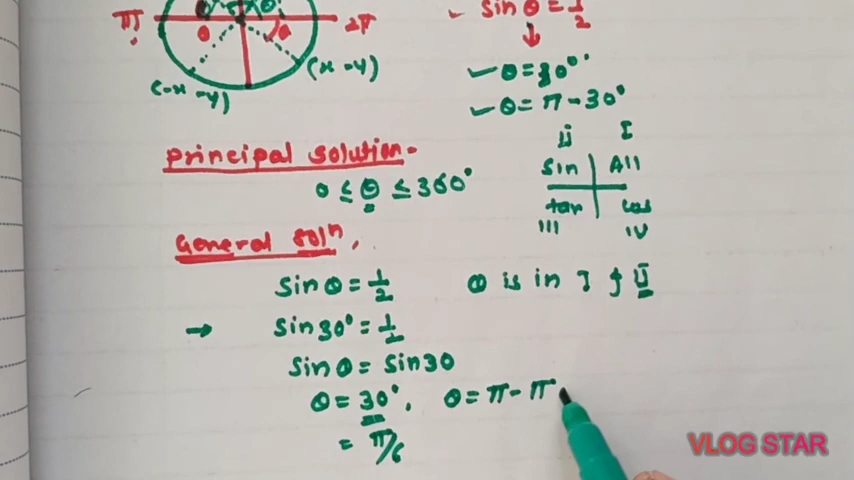 sin θ = 1/2
π θ θ 2π
(x -y)
(-x -y)
✓ θ = 30°
✓ θ = π - 30°
II I
sin All
tan cos
III IV
Principal solution.
0 ≤ θ ≤ 360°
General solⁿ.
sin θ = 1/2 θ is in I & II
→ sin 30° = 1/2
sin θ = sin 30
θ = 30°, θ = π - π
= π/6
VLOG STAR